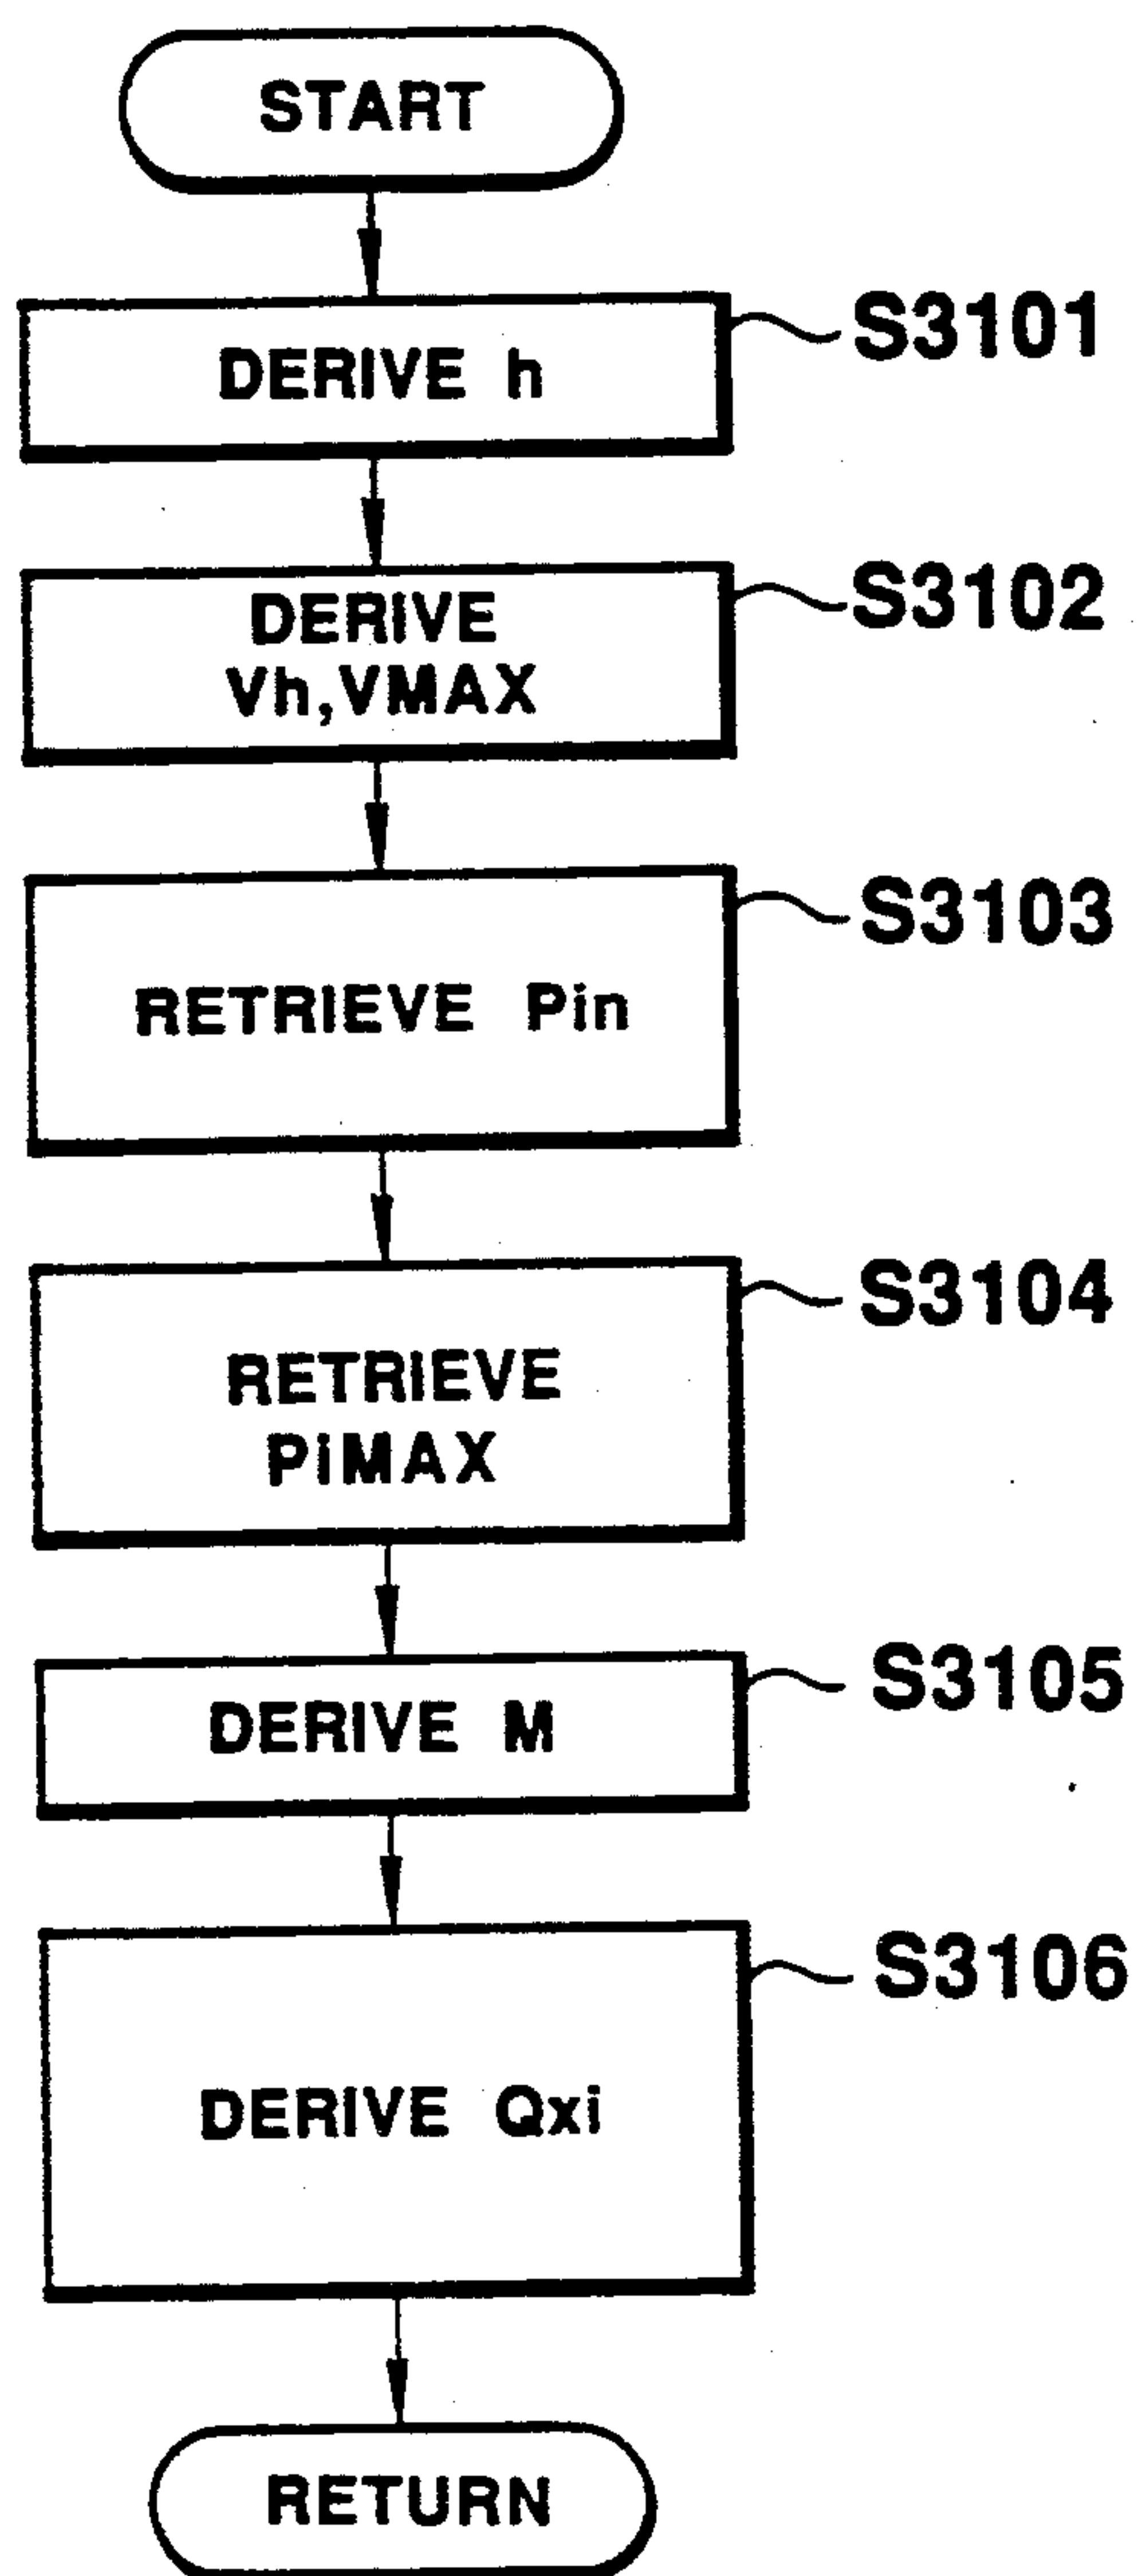 START
DERIVE h
S3101
DERIVE
Vh,VMAX
S3102
RETRIEVE Pin
S3103
RETRIEVE
PiMAX
S3104
DERIVE M
S3105
DERIVE Qxi
S3106
RETURN